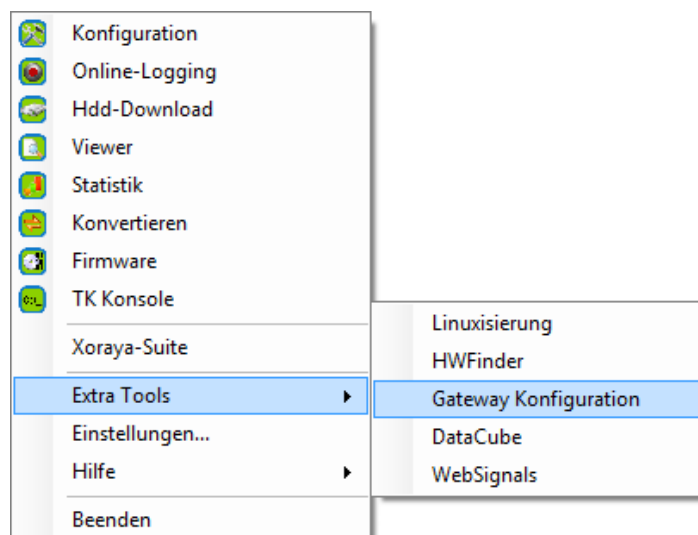 Konfiguration
Online-Logging
Hdd-Download
Viewer
Statistik
Konvertieren
Firmware
TK Konsole
Xoraya-Suite
Extra Tools
Einstellungen...
Hilfe
Beenden
Linuxisierung
HWFinder
Gateway Konfiguration
DataCube
WebSignals